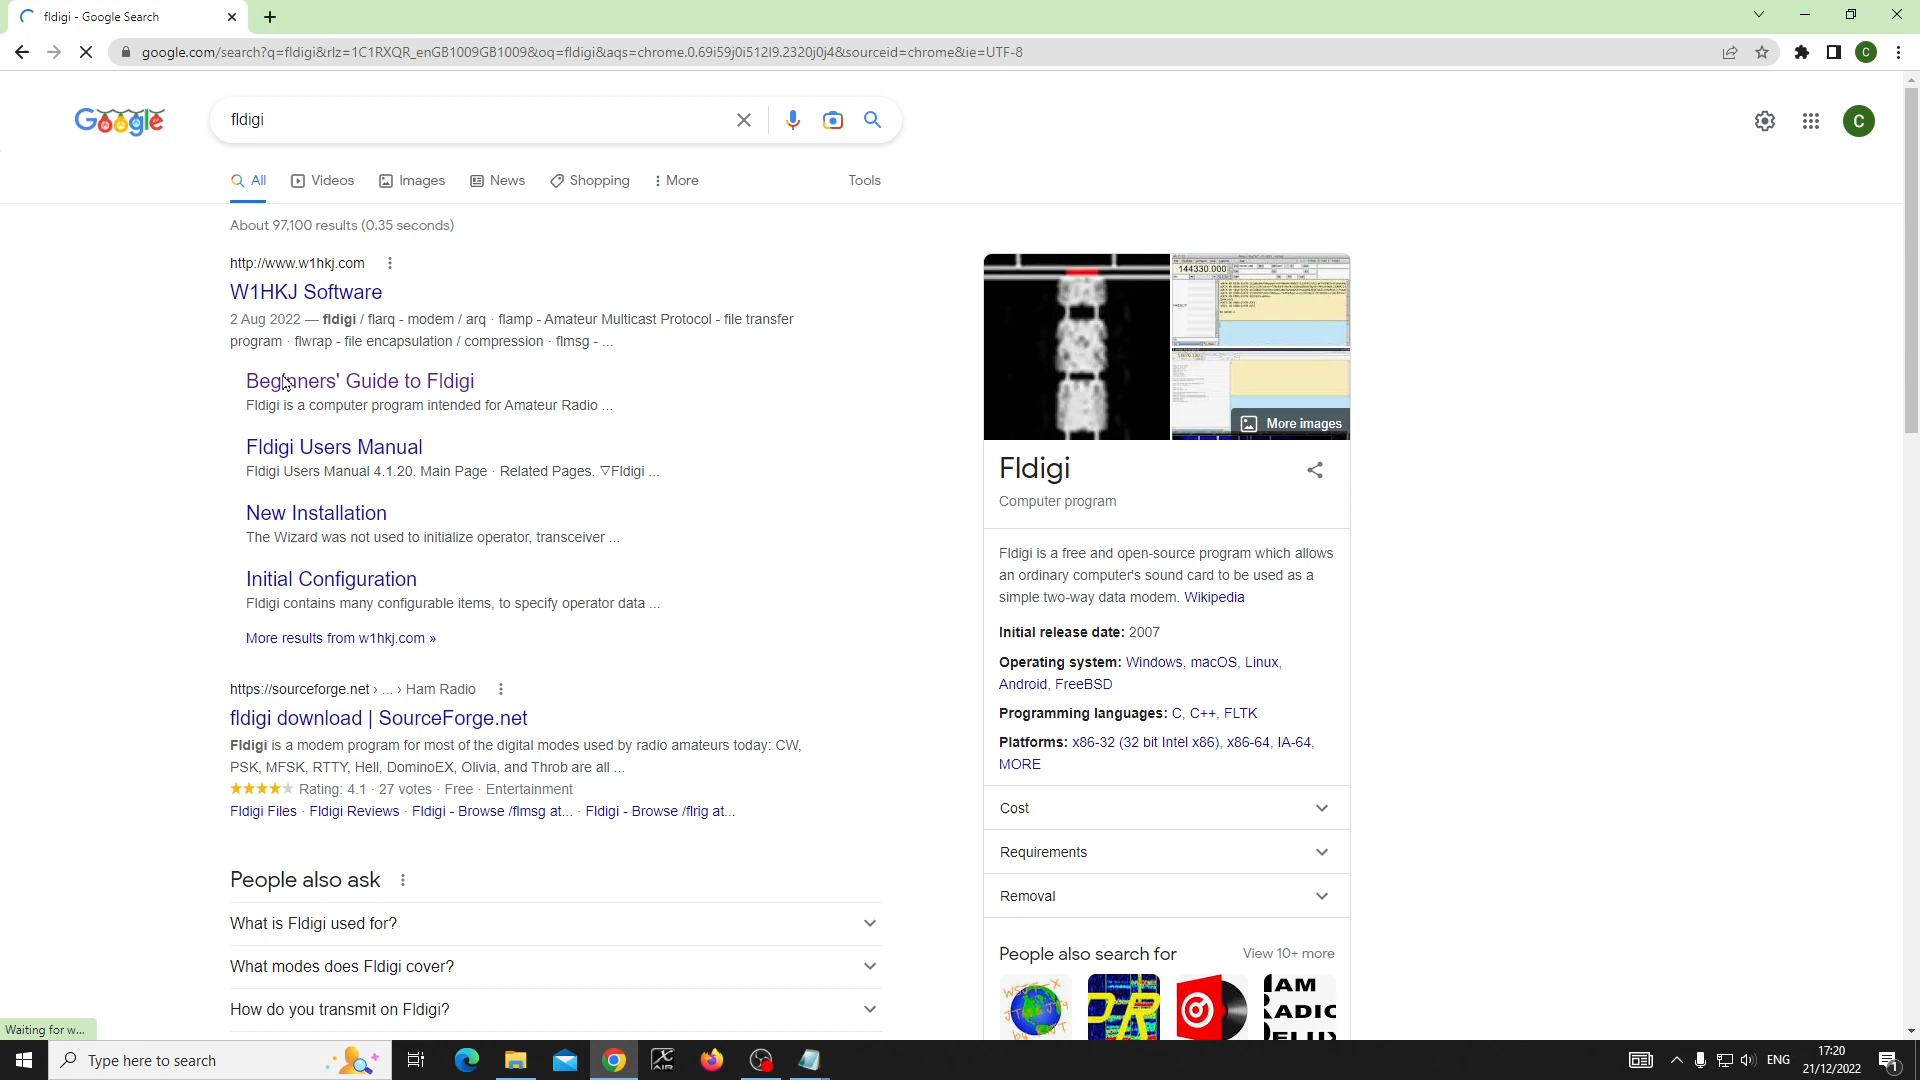 fldigi - Google Search
google.com/search?q=fldigi&rlz=1C1RXQR_enGB1009GB1009&oq=fldigi&aqs=chrome.0.69i59j0i512l9.2320j0j4&sourceid=chrome&ie=UTF-8
C
Google
fldigi
C
All
Videos
Images
News
Shopping
More
Tools
About 97,100 results (0.35 seconds)
http://www.w1hkj.com
W1HKJ Software
2 Aug 2022 — fldigi / flarq - modem / arq · flamp - Amateur Multicast Protocol - file transfer
program · flwrap - file encapsulation / compression · flmsg - ...
Beginners' Guide to Fldigi
Fldigi is a computer program intended for Amateur Radio ...
Fldigi Users Manual
Fldigi Users Manual 4.1.20. Main Page · Related Pages. ▽Fldigi ...
New Installation
The Wizard was not used to initialize operator, transceiver ...
Initial Configuration
Fldigi contains many configurable items, to specify operator data ...
More results from w1hkj.com »
https://sourceforge.net › ... › Ham Radio
fldigi download | SourceForge.net
Fldigi is a modem program for most of the digital modes used by radio amateurs today: CW,
PSK, MFSK, RTTY, Hell, DominoEX, Olivia, and Throb are all ...
Rating: 4.1 · 27 votes · Free · Entertainment
Fldigi Files · Fldigi Reviews · Fldigi - Browse /flmsg at... · Fldigi - Browse /flrig at...
People also ask
What is Fldigi used for?
What modes does Fldigi cover?
How do you transmit on Fldigi?
144330.000
More images
Fldigi
Computer program
Fldigi is a free and open-source program which allows
an ordinary computer's sound card to be used as a
simple two-way data modem. Wikipedia
Initial release date: 2007
Operating system: Windows, macOS, Linux,
Android, FreeBSD
Programming languages: C, C++, FLTK
Platforms: x86-32 (32 bit Intel x86), x86-64, IA-64,
MORE
Cost
Requirements
Removal
People also search for
View 10+ more
Waiting for w...
Type here to search
AIR
ENG
17:20
21/12/2022
1